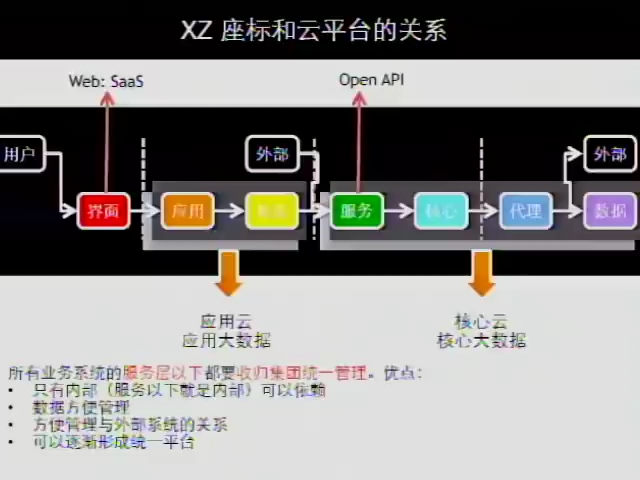 XZ 座标和云平台的关系
Web: SaaS
Open API
用户
外部
外部
界面
应用
服务
核心
代理
数据
应用云
应用大数据
核心云
核心大数据
所有业务系统的服务层以下都要收归集团统一管理。优点：
• 只有内部（服务以下就是内部）可以依赖
• 数据方便管理
• 方便管理与外部系统的关系
• 可以逐渐形成统一平台